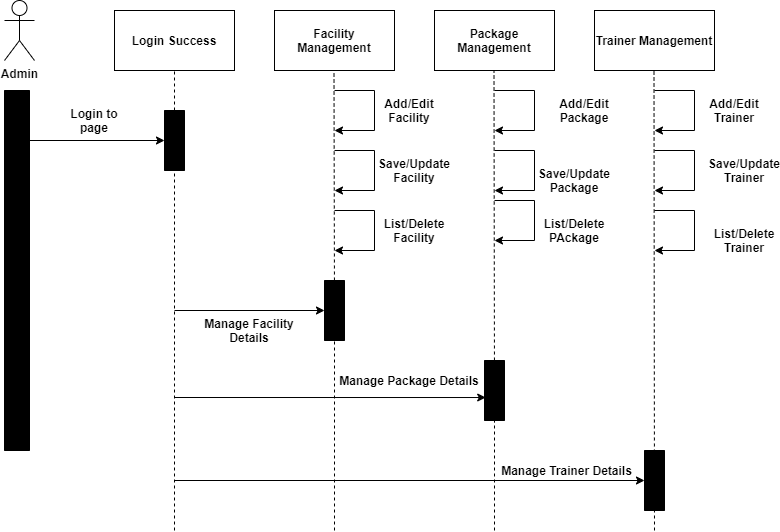 Admin
Login Success
Facility
Management
Package
Management
Trainer Management
Login to
page
Add/Edit
Facility
Add/Edit
Package
Add/Edit
Trainer
Save/Update
Facility
Save/Update
Package
Save/Update
Trainer
List/Delete
Facility
List/Delete
PAckage
List/Delete
Trainer
Manage Facility
Details
Manage Package Details
Manage Trainer Details